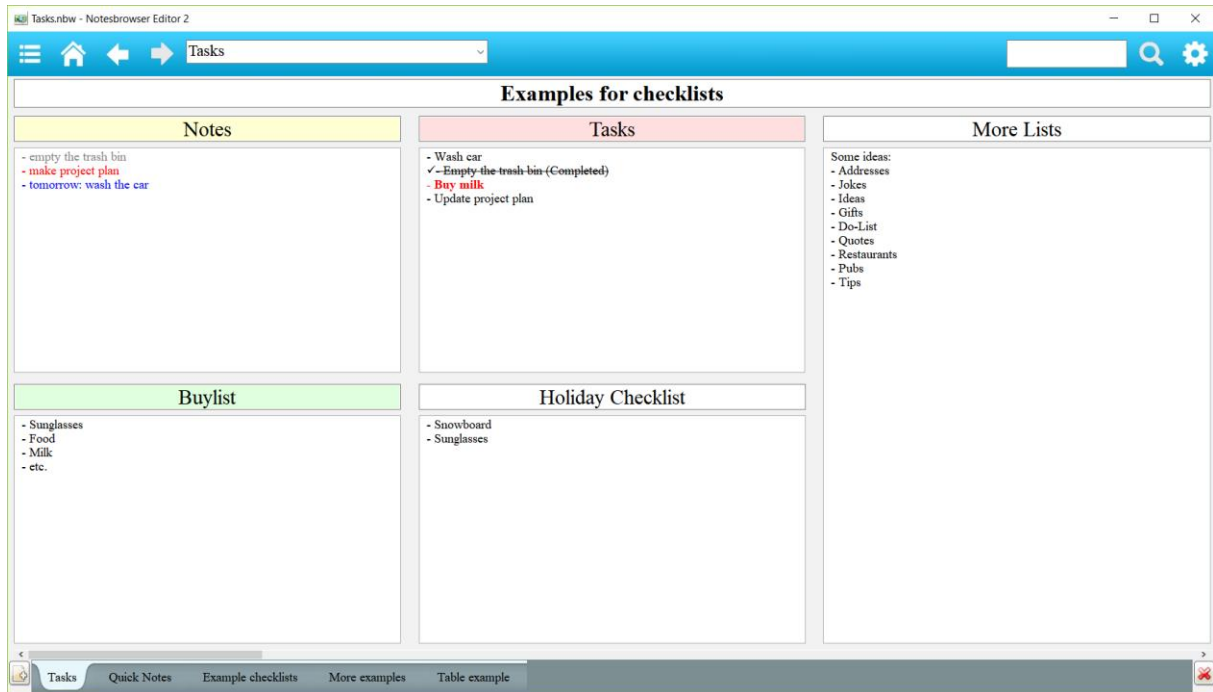 Tasks.nbw - Notesbrowser Editor 2
Tasks
Examples for checklists
Notes
- empty the trash bin
- make project plan
- tomorrow: wash the car
Tasks
- Wash car
✓- Empty the trash bin (Completed)
- Buy milk
- Update project plan
More Lists
Some ideas:
- Addresses
- Jokes
- Ideas
- Gifts
- Do-List
- Quotes
- Restaurants
- Pubs
- Tips
Buylist
- Sunglasses
- Food
- Milk
- etc.
Holiday Checklist
- Snowboard
- Sunglasses
Tasks Quick Notes Example checklists More examples Table example